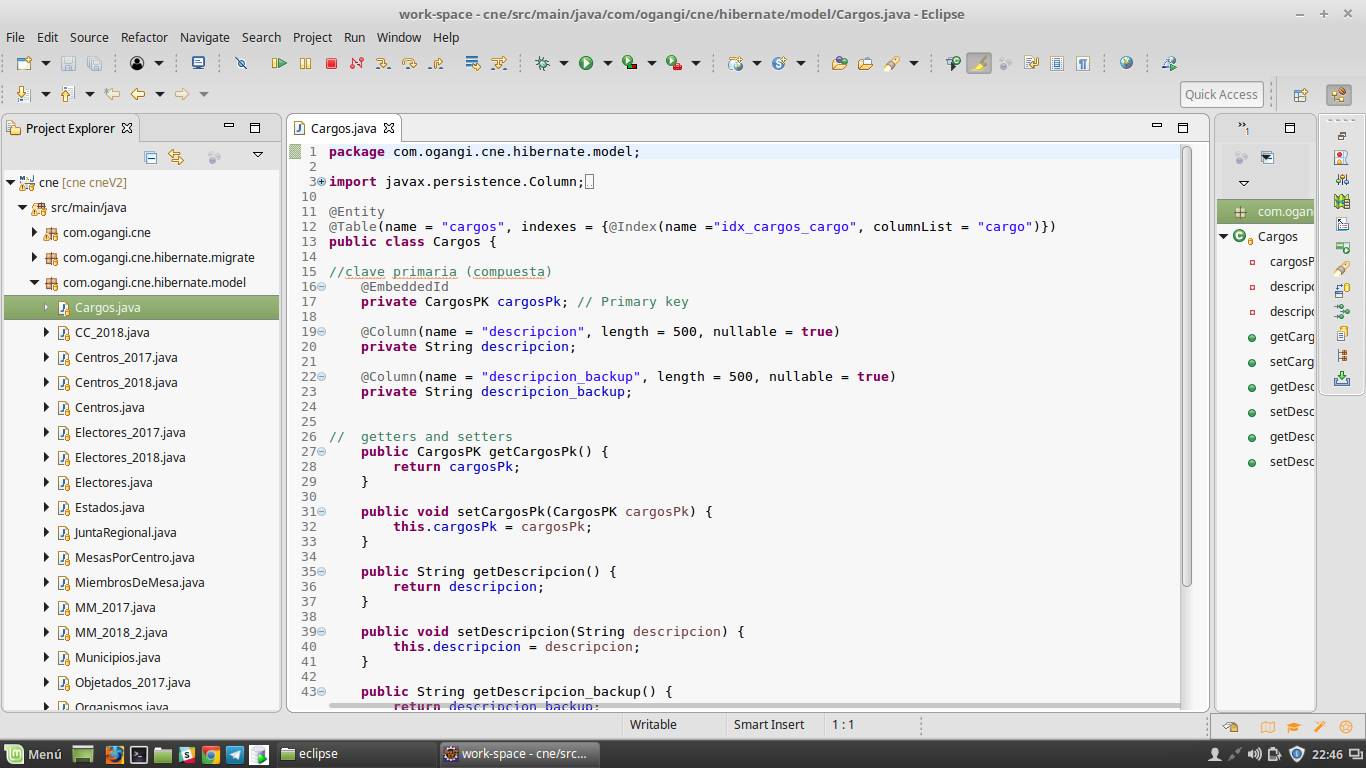 work-space - cne/src/main/java/com/ogangi/cne/hibernate/model/Cargos.java - Eclipse
File Edit Source Refactor Navigate Search Project Run Window Help
Quick Access
Project Explorer
cne [cne cneV2]
src/main/java
com.ogangi.cne
com.ogangi.cne.hibernate.migrate
com.ogangi.cne.hibernate.model
Cargos.java
CC_2018.java
Centros_2017.java
Centros_2018.java
Centros.java
Electores_2017.java
Electores_2018.java
Electores.java
Estados.java
JuntaRegional.java
MesasPorCentro.java
MiembrosDeMesa.java
MM_2017.java
MM_2018_2.java
Municipios.java
Objetados_2017.java
Organismos.java
Cargos.java
1 package com.ogangi.cne.hibernate.model;
2
3 import javax.persistence.Column;
10
11 @Entity
12 @Table(name = "cargos", indexes = {@Index(name ="idx_cargos_cargo", columnList = "cargo")})
13 public class Cargos {
14
15 //clave primaria (compuesta)
16 @EmbeddedId
17 private CargosPK cargosPk; // Primary key
18
19 @Column(name = "descripcion", length = 500, nullable = true)
20 private String descripcion;
21
22 @Column(name = "descripcion_backup", length = 500, nullable = true)
23 private String descripcion_backup;
24
25
26 // getters and setters
27 public CargosPK getCargosPk() {
28 return cargosPk;
29 }
30
31 public void setCargosPk(CargosPK cargosPk) {
32 this.cargosPk = cargosPk;
33 }
34
35 public String getDescripcion() {
36 return descripcion;
37 }
38
39 public void setDescripcion(String descripcion) {
40 this.descripcion = descripcion;
41 }
42
43 public String getDescripcion_backup() {
return descripcion_backup;
»1
com.ogan
Cargos
cargosP
descripc
descripc
getCarg
setCarg
getDesc
setDesc
getDesc
setDesc
Writable Smart Insert 1 : 1
Menú eclipse work-space - cne/src... 22:46